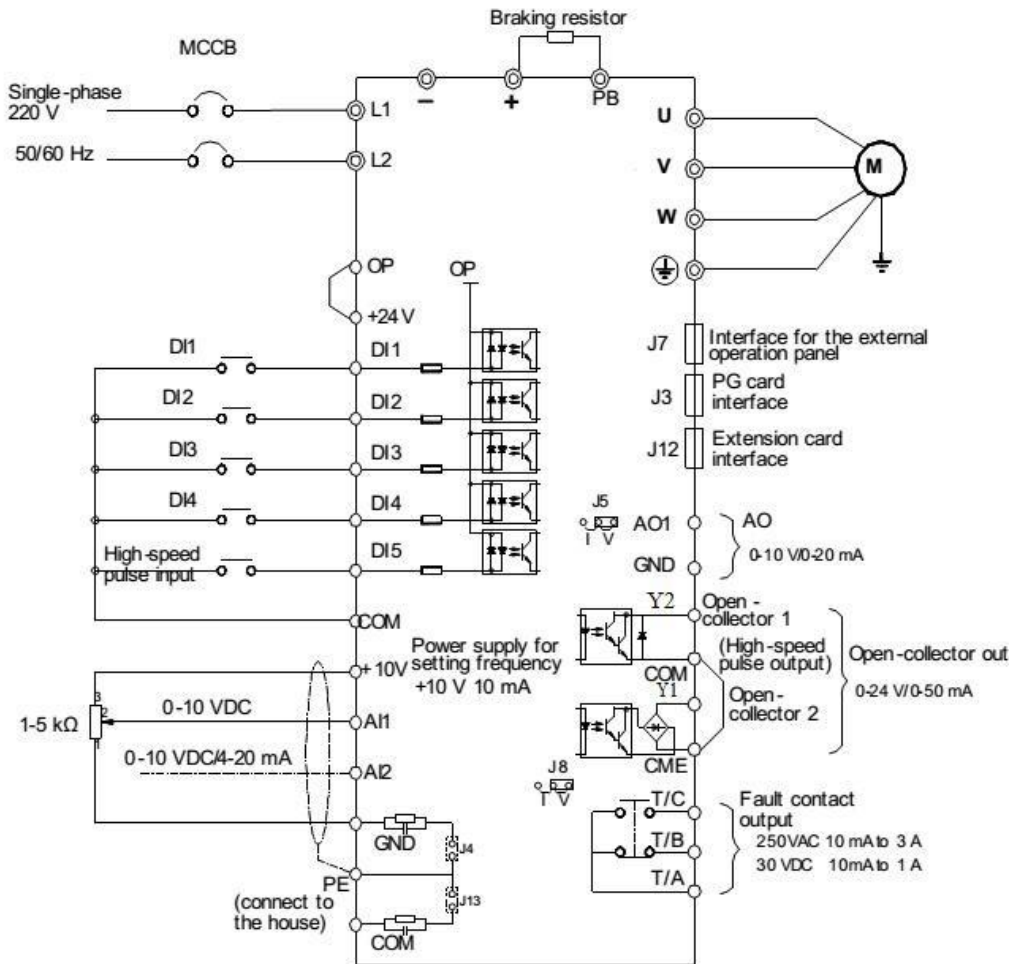 Braking resistor
MCCB
Single-phase
220 V
50/60 Hz
L1
L2
−
+
PB
U
V
W
M
OP
+24 V
OP
DI1
DI1
DI2
DI2
DI3
DI3
DI4
DI4
High-speed
pulse input
DI5
COM
J7
Interface for the external
operation panel
J3
PG card
interface
J12
Extension card
interface
J5
I V
AO1
AO
0-10 V/0-20 mA
GND
Y2
Open-
collector 1
(High-speed
pulse output)
COM
Y1
Open-
collector 2
CME
Open-collector out
0-24 V/0-50 mA
Power supply for
setting frequency
+10 V 10 mA
+10V
3
2
1
1-5 kΩ
0-10 VDC
AI1
0-10 VDC/4-20 mA
AI2
J8
I V
GND
J4
PE
(connect to
the house)
J13
COM
T/C
T/B
T/A
Fault contact
output
250VAC 10 mA to 3 A
30 VDC 10mA to 1 A